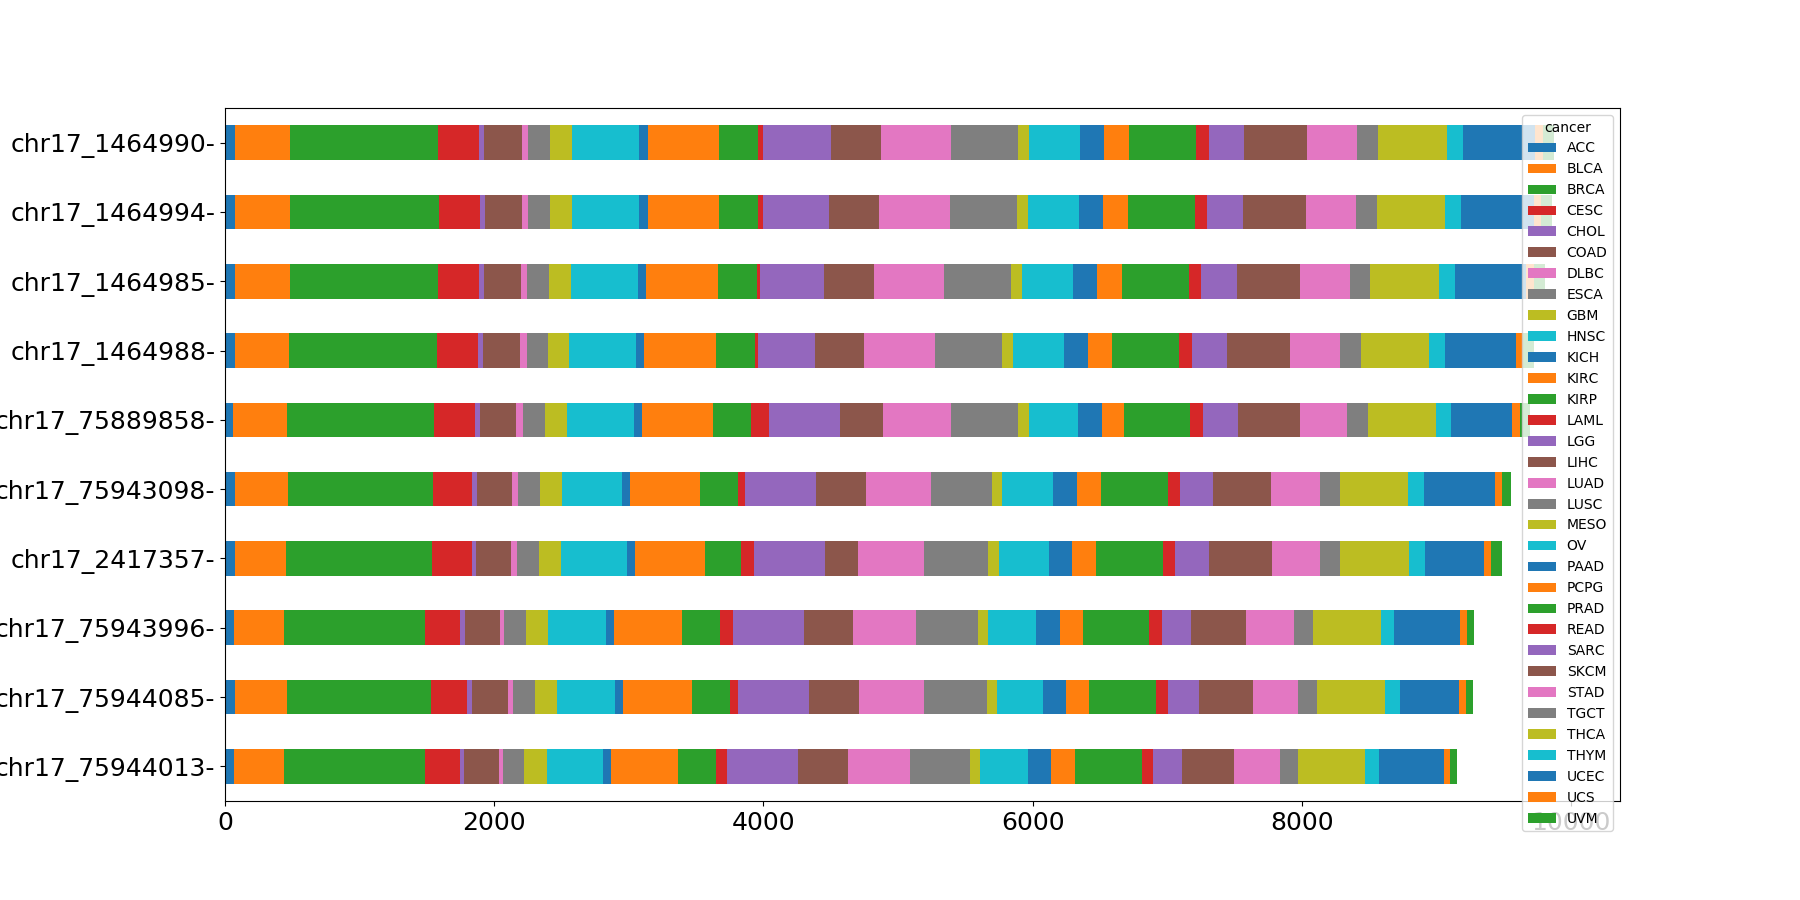 chr17_1464990-
chr17_1464994-
chr17_1464985-
chr17_1464988-
chr17_75889858-
chr17_75943098-
chr17_2417357-
chr17_75943996-
chr17_75944085-
chr17_75944013-
0 2000 4000 6000 8000 10000
cancer
ACC
BLCA
BRCA
CESC
CHOL
COAD
DLBC
ESCA
GBM
HNSC
KICH
KIRC
KIRP
LAML
LGG
LIHC
LUAD
LUSC
MESO
OV
PAAD
PCPG
PRAD
READ
SARC
SKCM
STAD
TGCT
THCA
THYM
UCEC
UCS
UVM